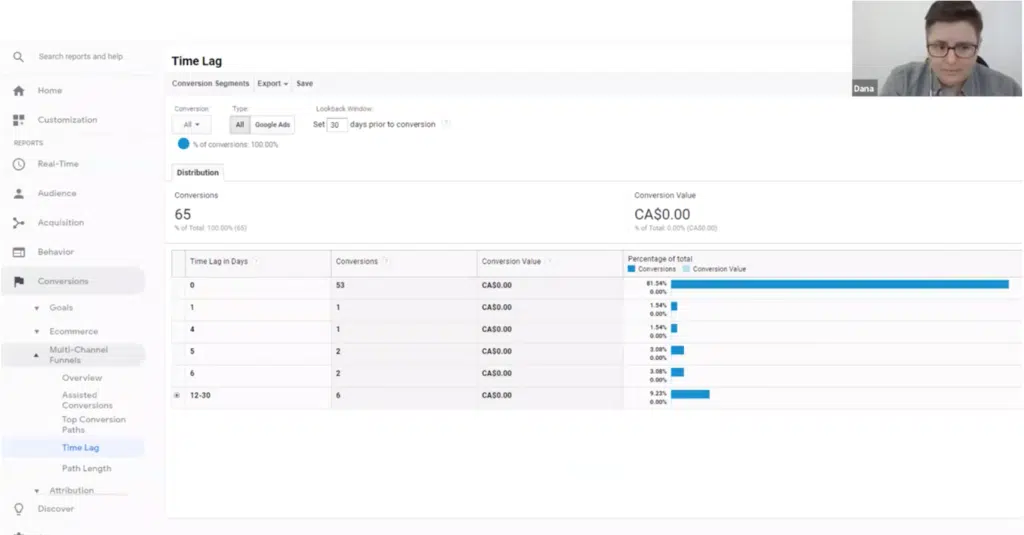 Dana
Search reports and help
Home
Customization
REPORTS
Real-Time
Audience
Acquisition
Behavior
Conversions
Goals
Ecommerce
Multi-Channel
Funnels
Overview
Assisted
Conversions
Top Conversion
Paths
Time Lag
Path Length
Attribution
Discover
Time Lag
Conversion Segments Export Save
Conversion: Type: Lookback Window:
All All Google Ads Set 30 days prior to conversion ?
% of conversions: 100.00%
Distribution
Conversions Conversion Value
65 CA$0.00
% of Total: 100.00% (65) % of Total: 0.00% (CA$0.00)
Time Lag in Days ? Conversions ? Conversion Value ? Percentage of total
Conversions Conversion Value
0 53 CA$0.00 81.54%
0.00%
1 1 CA$0.00 1.54%
0.00%
4 1 CA$0.00 1.54%
0.00%
5 2 CA$0.00 3.08%
0.00%
6 2 CA$0.00 3.08%
0.00%
12-30 6 CA$0.00 9.23%
0.00%